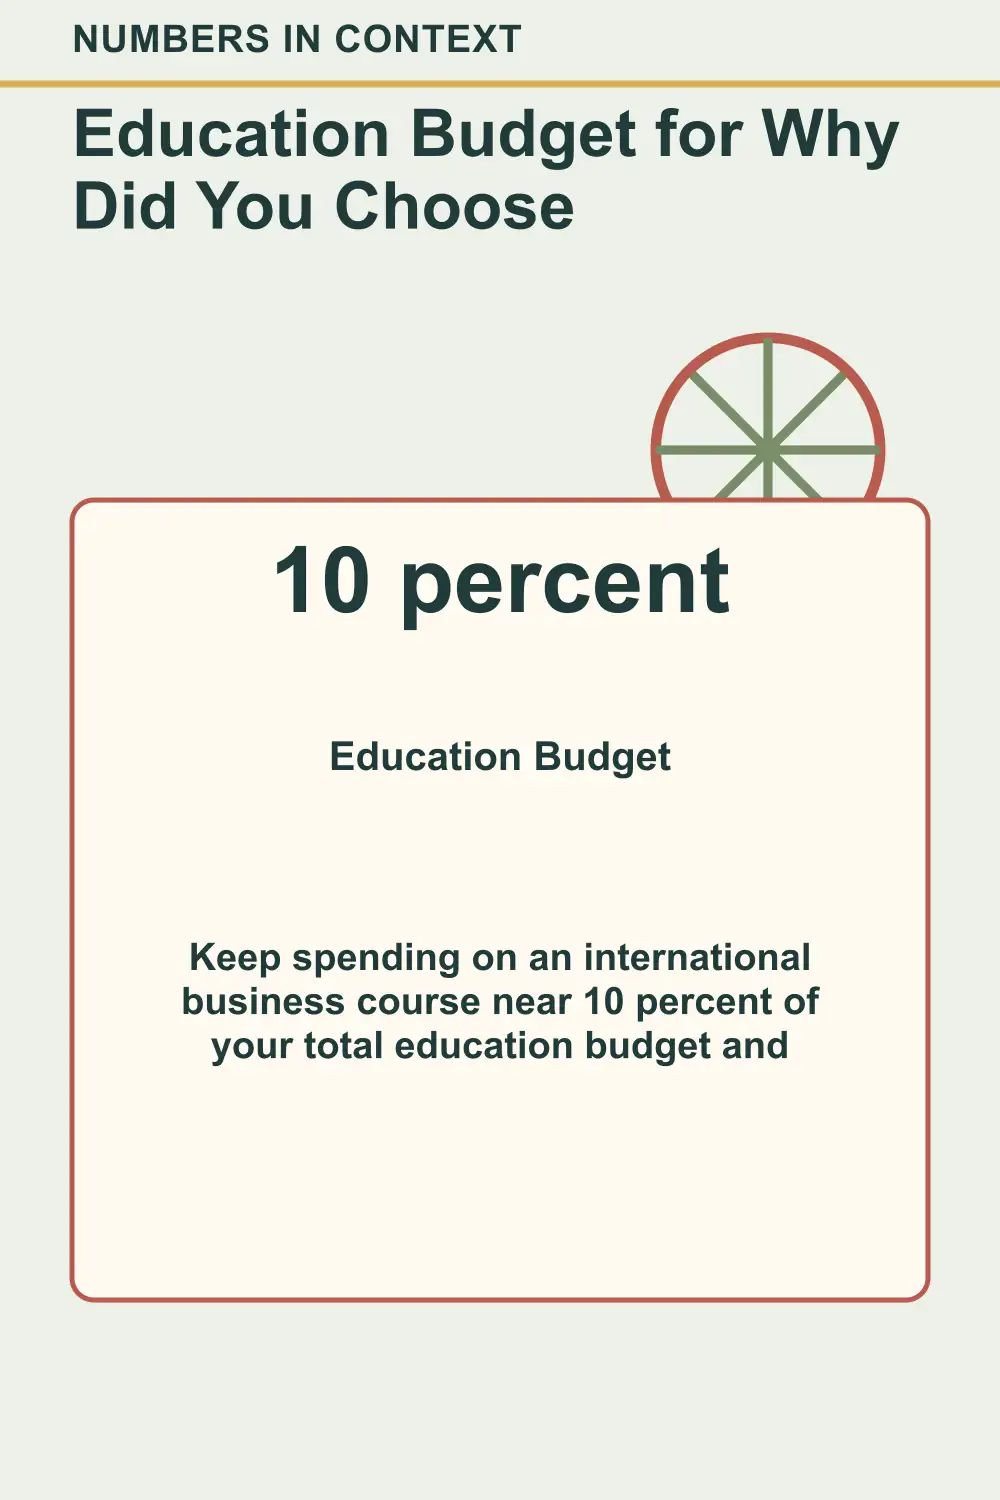 NUMBERS IN CONTEXT
Education Budget for Why
Did You Choose
10 percent
Education Budget
Keep spending on an international
business course near 10 percent of
your total education budget and